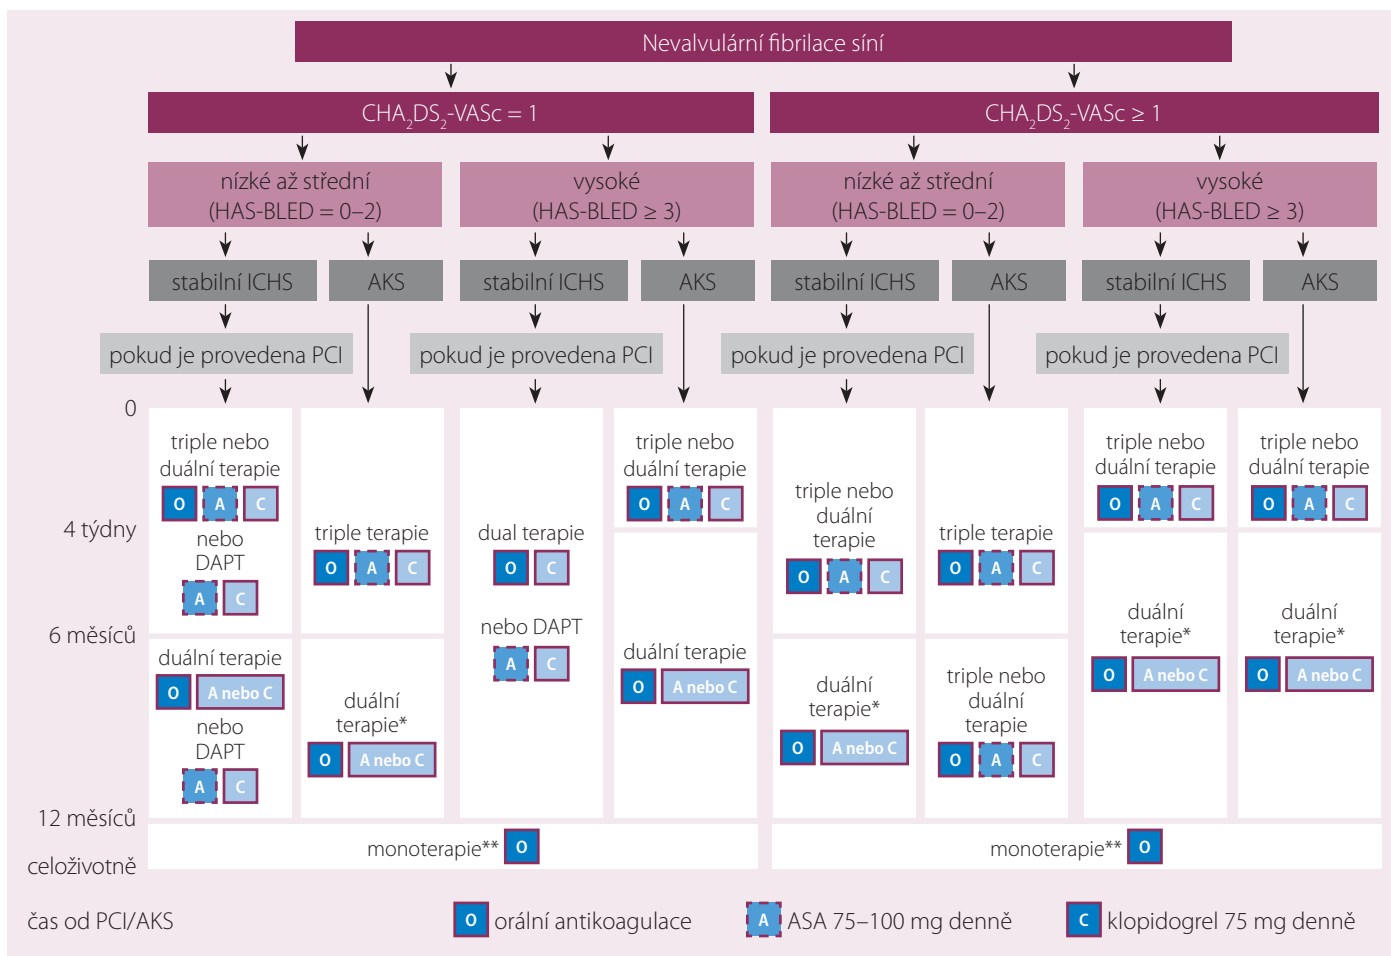 Nevalvulární fibrilace síní
CHA₂DS₂-VASc = 1
CHA₂DS₂-VASc ≥ 1
nízké až střední
(HAS-BLED = 0–2)
vysoké
(HAS-BLED ≥ 3)
nízké až střední
(HAS-BLED = 0–2)
vysoké
(HAS-BLED ≥ 3)
stabilní ICHS
AKS
stabilní ICHS
AKS
stabilní ICHS
AKS
stabilní ICHS
AKS
pokud je provedena PCI
pokud je provedena PCI
pokud je provedena PCI
pokud je provedena PCI
0
4 týdny
6 měsíců
12 měsíců
celoživotně
triple nebo
duální terapie
O A C
nebo
DAPT
A C
duální terapie
O A nebo C
nebo
DAPT
A C
triple terapie
O A C
duální
terapie*
O A nebo C
dual terapie
O C
nebo DAPT
A C
triple nebo
duální terapie
O A C
duální terapie
O A nebo C
triple nebo
duální
terapie
O A C
duální
terapie*
O A nebo C
triple terapie
O A C
triple nebo
duální
terapie
O A C
triple nebo
duální terapie
O A C
duální
terapie*
O A nebo C
triple nebo
duální terapie
O A C
duální
terapie*
O A nebo C
monoterapie** O
monoterapie** O
čas od PCI/AKS
O orální antikoagulace
A ASA 75–100 mg denně
C klopidogrel 75 mg denně